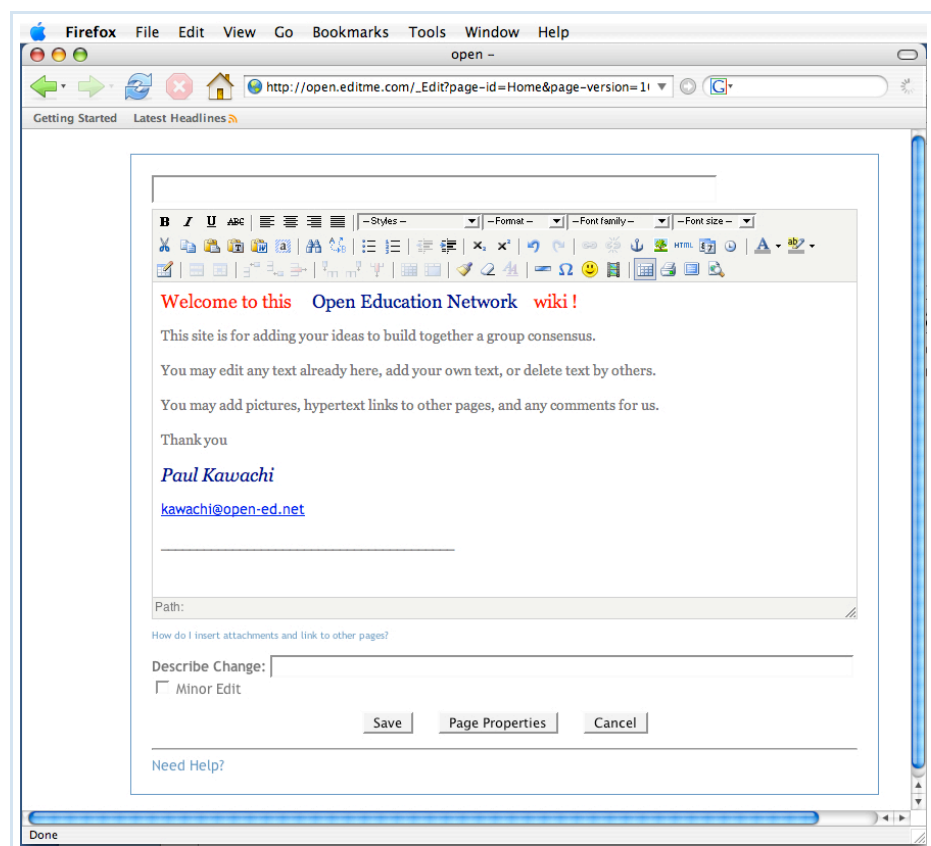 Firefox File Edit View Go Bookmarks Tools Window Help
open –
http://open.editme.com/_Edit?page-id=Home&page-version=1
G
Getting Started Latest Headlines
B I U ABC –Styles– –Format– –Font family– –Font size–
HTML A ab
Welcome to this Open Education Network wiki !
This site is for adding your ideas to build together a group consensus.
You may edit any text already here, add your own text, or delete text by others.
You may add pictures, hypertext links to other pages, and any comments for us.
Thank you
Paul Kawachi
kawachi@open-ed.net
Path:
How do I insert attachments and link to other pages?
Describe Change:
Minor Edit
Save Page Properties Cancel
Need Help?
Done